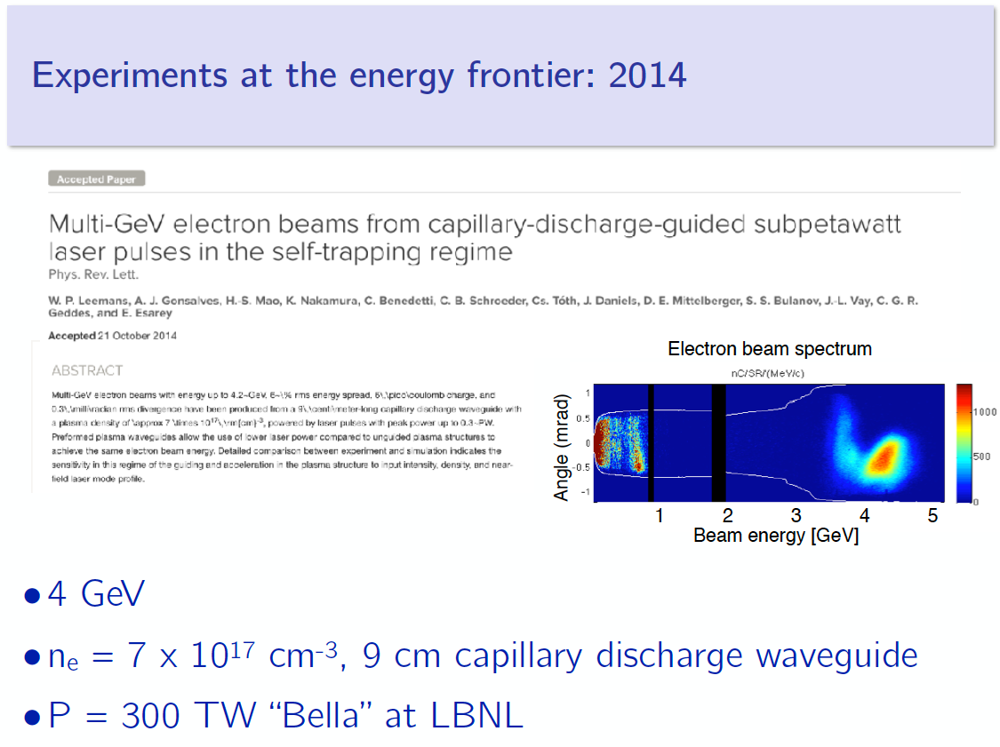 Experiments at the energy frontier: 2014
Accepted Paper
Multi-GeV electron beams from capillary-discharge-guided subpetawatt
laser pulses in the self-trapping regime
Phys. Rev. Lett.
W. P. Leemans, A. J. Gonsalves, H.-S. Mao, K. Nakamura, C. Benedetti, C. B. Schroeder, Cs. Tóth, J. Daniels, D. E. Mittelberger, S. S. Bulanov, J.-L. Vay, C. G. R.
Geddes, and E. Esarey
Accepted 21 October 2014
ABSTRACT
Multi-GeV electron beams with energy up to 4.2~GeV, 6~\% rms energy spread, 6\,\pico\coulomb charge, and
0.3\,\milli\radian rms divergence have been produced from a 9\,\centi\meter-long capillary discharge waveguide with
a plasma density of \approx 7 \times 10¹⁷\,\rm{cm}⁻³, powered by laser pulses with peak power up to 0.3~PW.
Preformed plasma waveguides allow the use of lower laser power compared to unguided plasma structures to
achieve the same electron beam energy. Detailed comparison between experiment and simulation indicates the
sensitivity in this regime of the guiding and acceleration in the plasma structure to input intensity, density, and near-
field laser mode profile.
Electron beam spectrum
nC/SR/(MeV/c)
Angle (mrad)
1
0.5
0
-0.5
-1
1000
500
0
1 2 3 4 5
Beam energy [GeV]
• 4 GeV
• nₑ = 7 x 10¹⁷ cm⁻³, 9 cm capillary discharge waveguide
• P = 300 TW “Bella” at LBNL